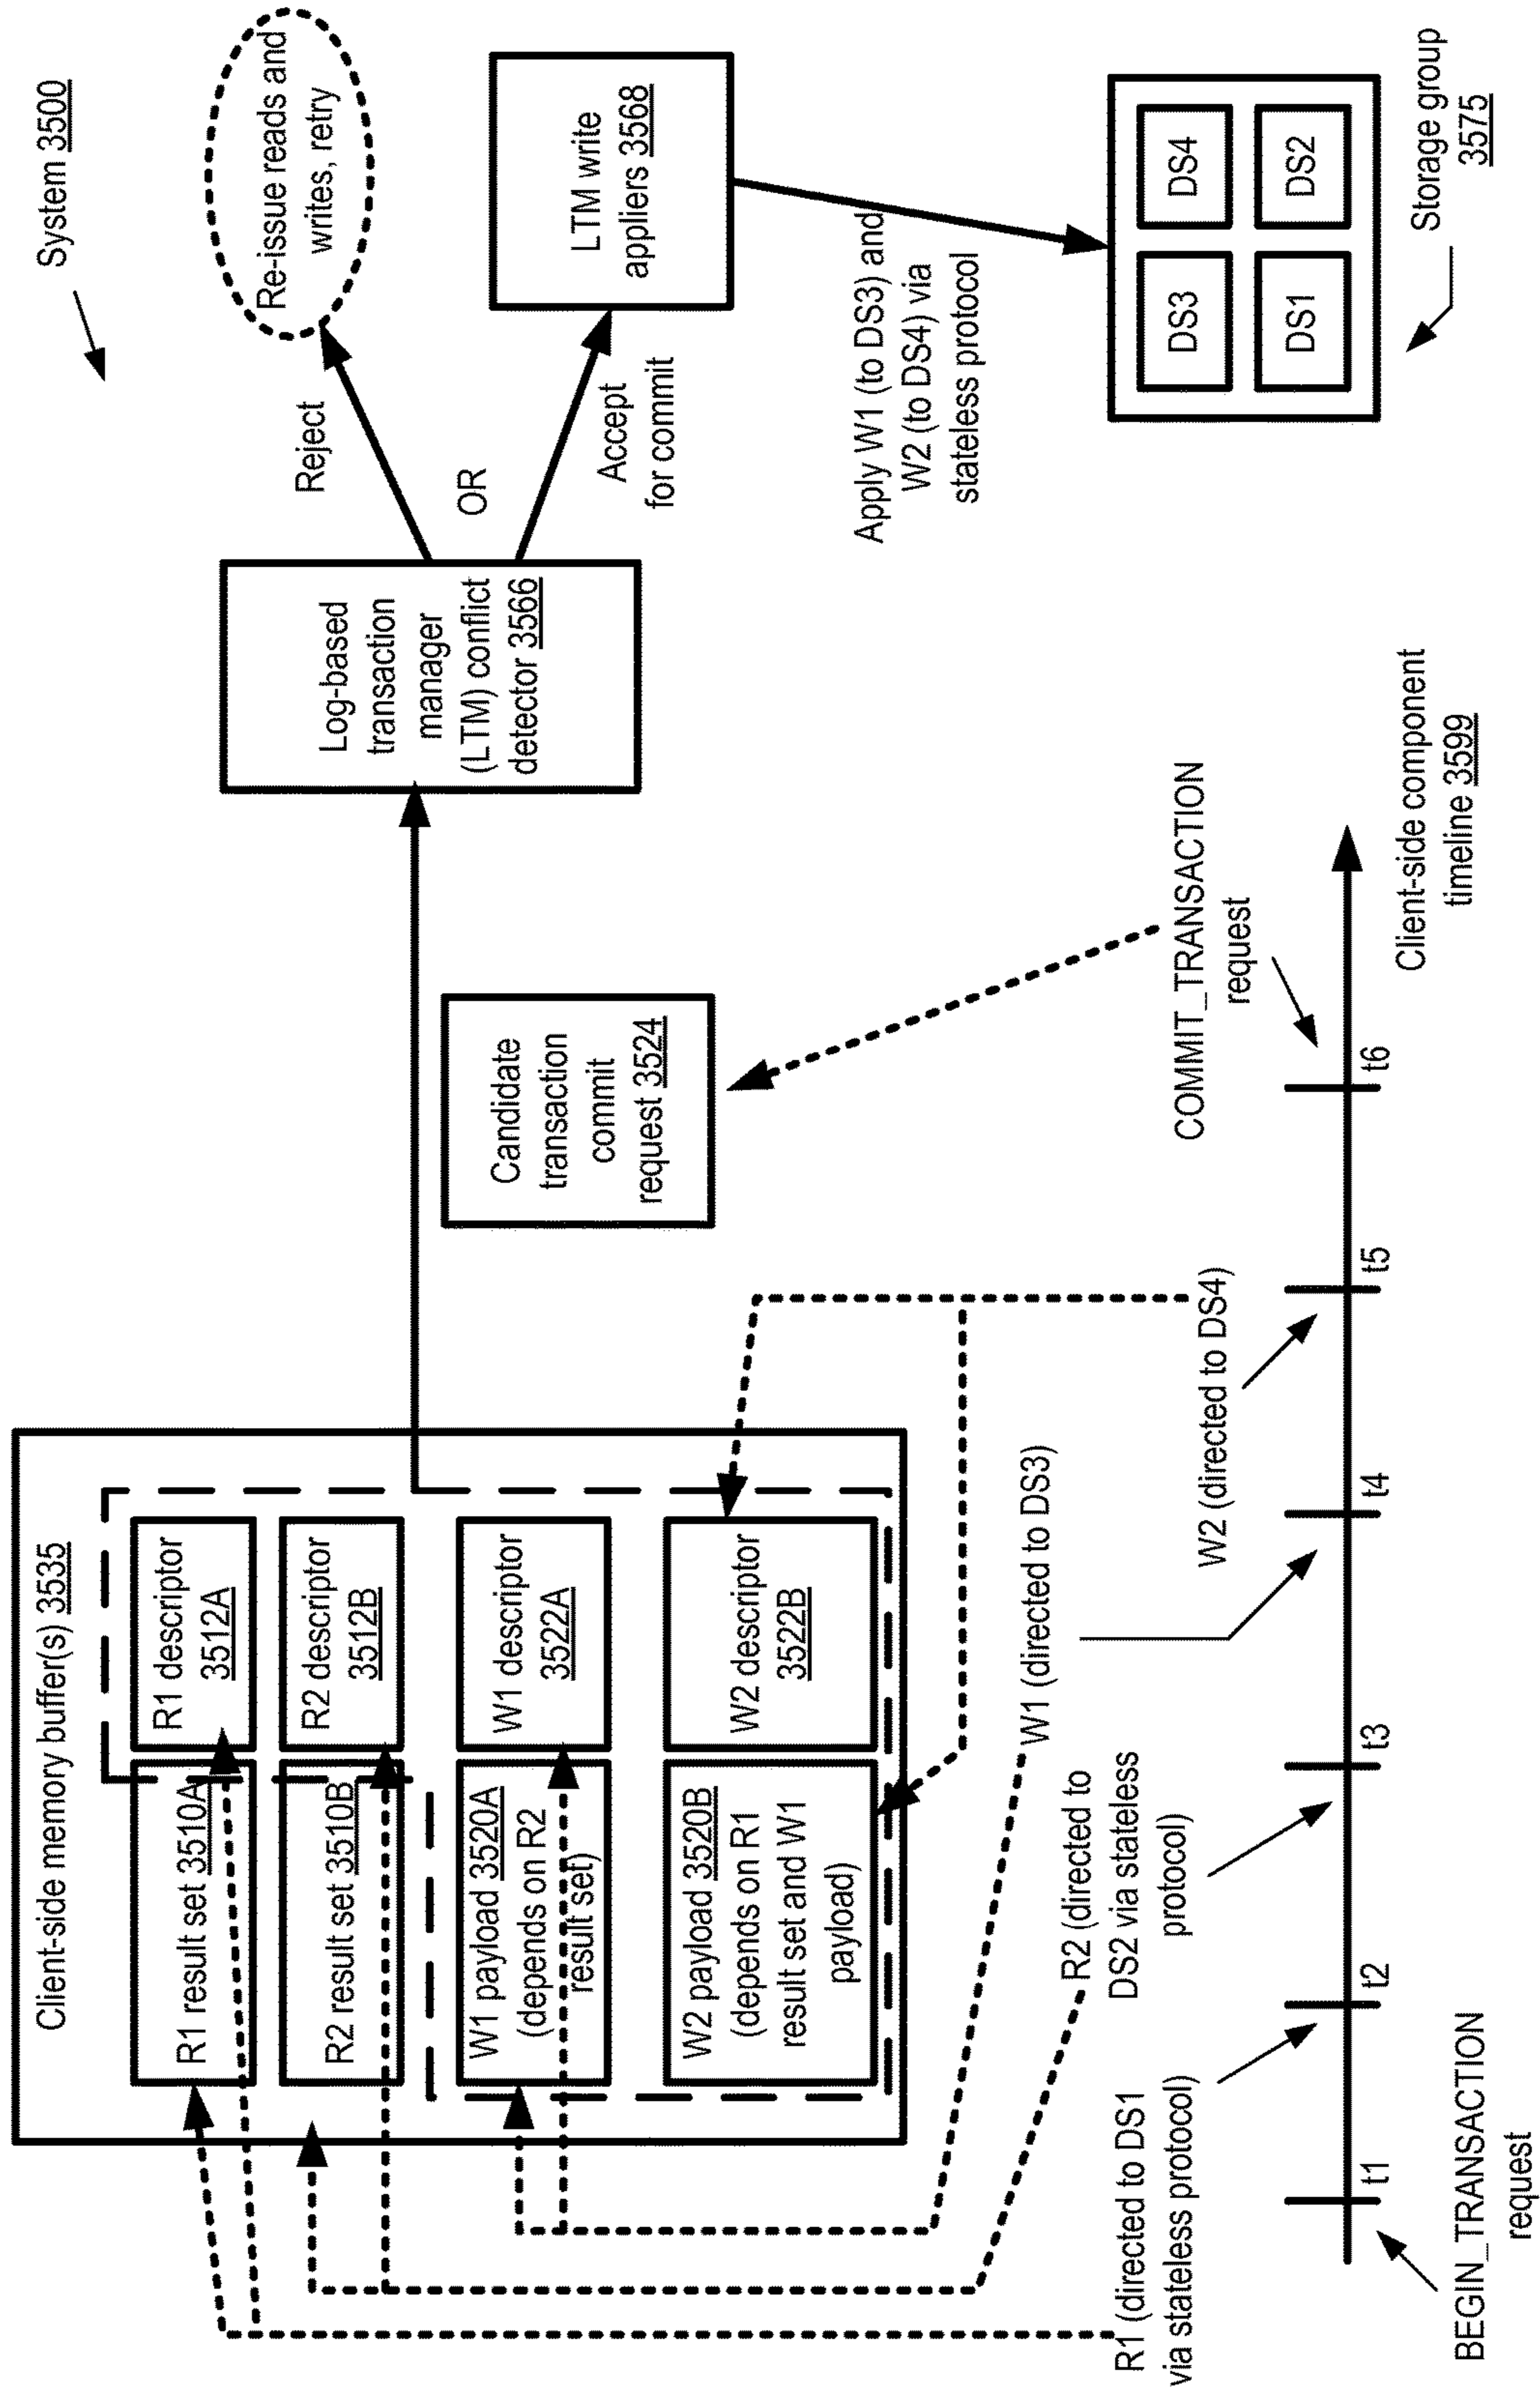 System 3500
Client-side memory buffer(s) 3535
R1 result set 3510A
R1 descriptor
3512A
R2 result set 3510B
R2 descriptor
3512B
W1 payload 3520A
(depends on R2
result set)
W1 descriptor
3522A
W2 payload 3520B
(depends on R1
result set and W1
payload)
W2 descriptor
3522B
Candidate
transaction
commit
request 3524
Log-based
transaction
manager
(LTM) conflict
detector 3566
Reject
OR
Accept
for commit
Re-issue reads and
writes, retry
LTM write
appliers 3568
Apply W1 (to DS3) and
W2 (to DS4) via
stateless protocol
DS3
DS4
DS1
DS2
Storage group
3575
R1 (directed to DS1
via stateless protocol)
R2 (directed to
DS2 via stateless
protocol)
W1 (directed to DS3)
W2 (directed to DS4)
COMMIT_TRANSACTION
request
t1
t2
t3
t4
t5
t6
BEGIN_TRANSACTION
request
Client-side component
timeline 3599